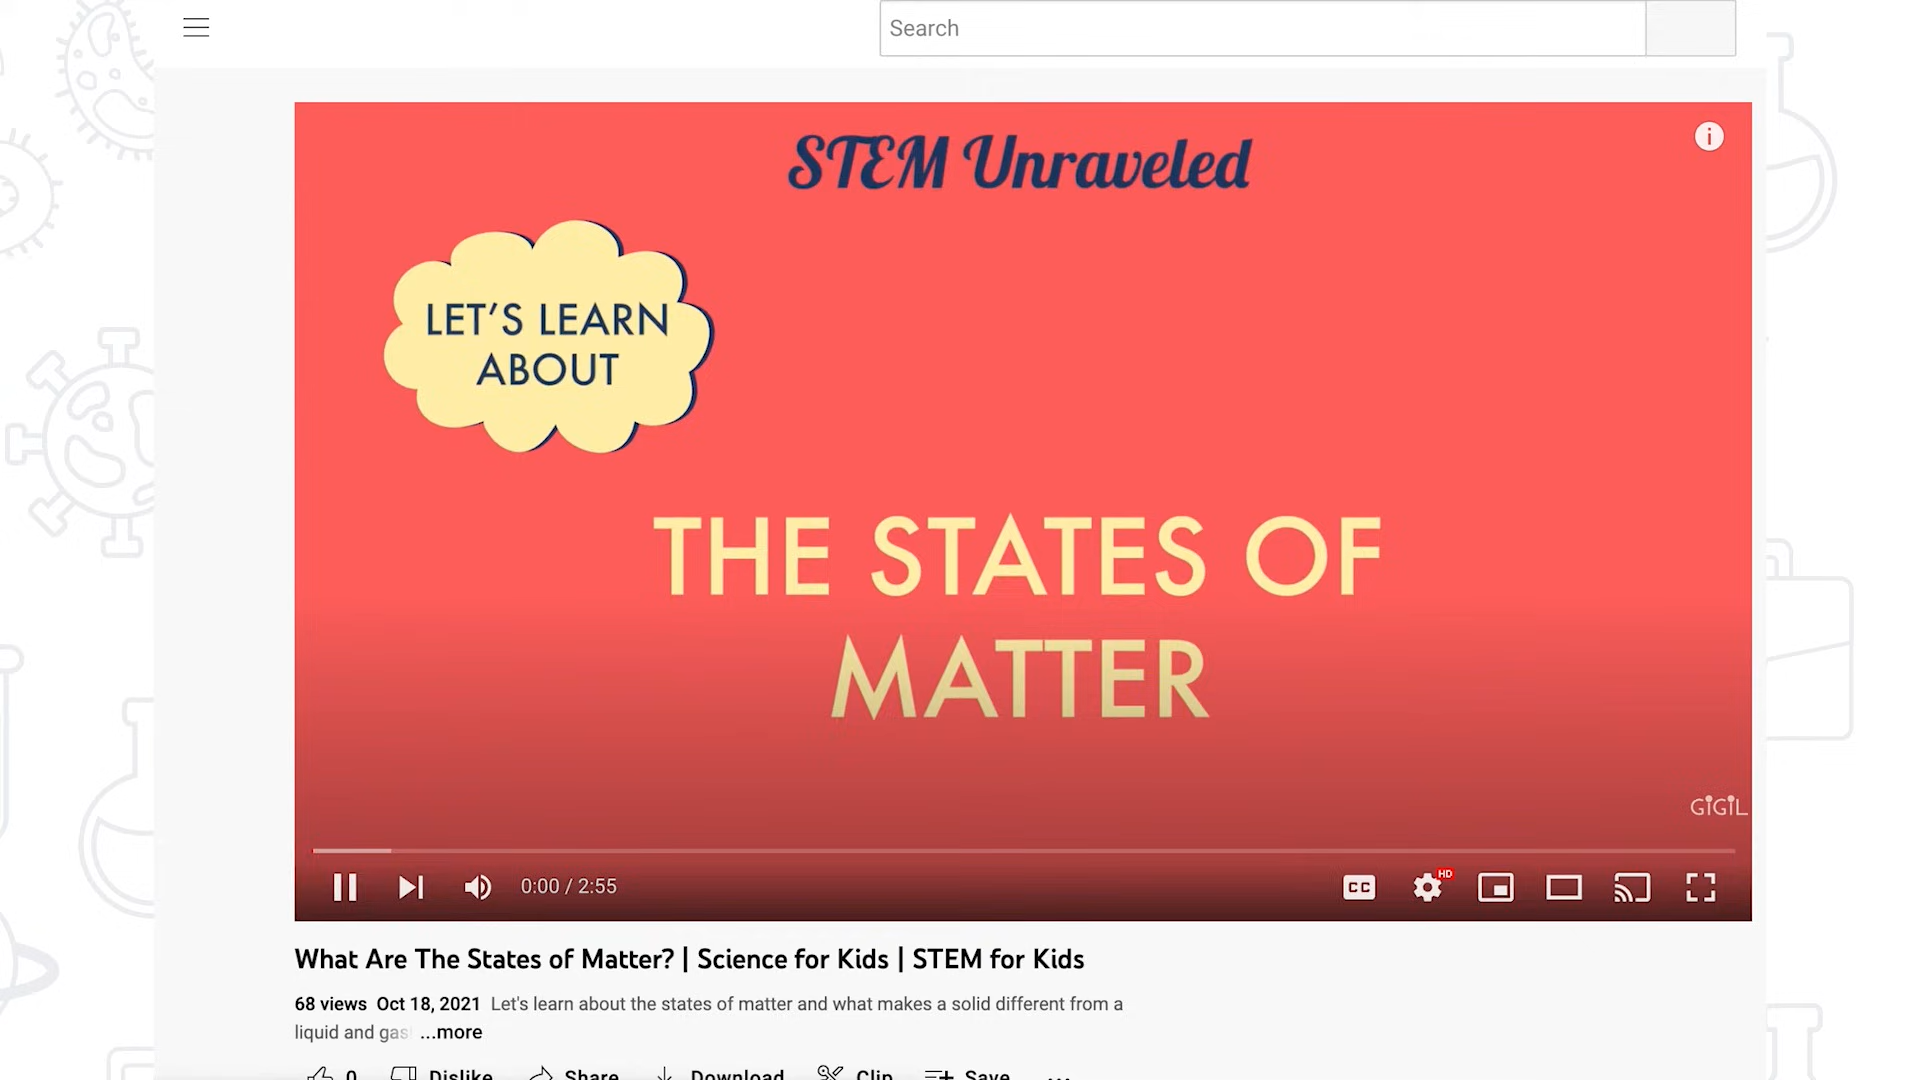 Search
STEM Unraveled
LET'S LEARN
ABOUT
THE STATES OF
MATTER
GIGIL
0:00 / 2:55
CC
HD
What Are The States of Matter? | Science for Kids | STEM for Kids
68 views Oct 18, 2021 Let's learn about the states of matter and what makes a solid different from a
liquid and gas ...more
0 Dislike Share Download Clip Save ...